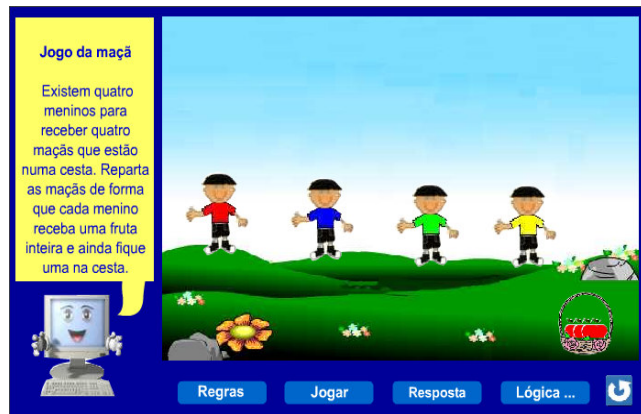 Jogo da maçã
Existem quatro
meninos para
receber quatro
maçãs que estão
numa cesta. Reparta
as maçãs de forma
que cada menino
receba uma fruta
inteira e ainda fique
uma na cesta.
Regras
Jogar
Resposta
Lógica ...